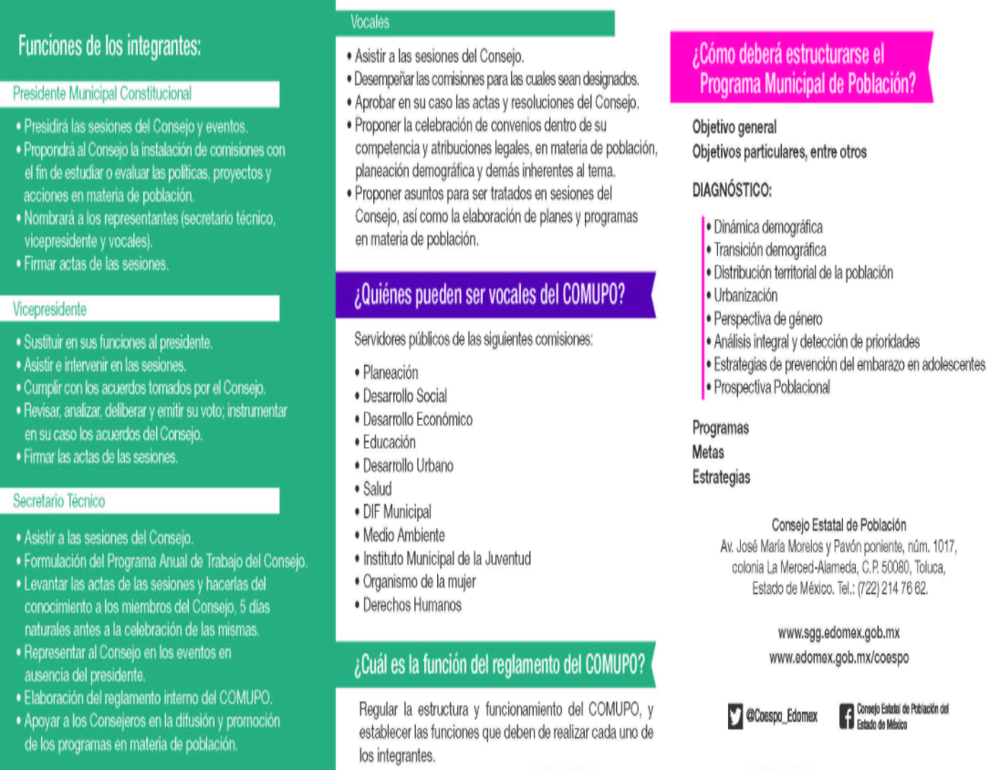 Funciones de los integrantes:
Presidente Municipal Constitucional
• Presidirá las sesiones del Consejo y eventos.
• Propondrá al Consejo la instalación de comisiones con
el fin de estudiar o evaluar las políticas, proyectos y
acciones en materia de población.
• Nombrará a los representantes (secretario técnico,
vicepresidente y vocales).
• Firmar actas de las sesiones.
Vicepresidente
• Sustituir en sus funciones al presidente.
• Asistir e intervenir en las sesiones.
• Cumplir con los acuerdos tomados por el Consejo.
• Revisar, analizar, deliberar y emitir su voto; instrumentar
en su caso los acuerdos del Consejo.
• Firmar las actas de las sesiones.
Secretario Técnico
• Asistir a las sesiones del Consejo.
• Formulación del Programa Anual de Trabajo del Consejo.
• Levantar las actas de las sesiones y hacerlas del
conocimiento a los miembros del Consejo, 5 días
naturales antes a la celebración de las mismas.
• Representar al Consejo en los eventos en
ausencia del presidente.
• Elaboración del reglamento interno del COMUPO.
• Apoyar a los Consejeros en la difusión y promoción
de los programas en materia de población.
Vocales
• Asistir a las sesiones del Consejo.
• Desempeñar las comisiones para las cuales sean designados.
• Aprobar en su caso las actas y resoluciones del Consejo.
• Proponer la celebración de convenios dentro de su
competencia y atribuciones legales, en materia de población,
planeación demográfica y demás inherentes al tema.
• Proponer asuntos para ser tratados en sesiones del
Consejo, así como la elaboración de planes y programas
en materia de población.
¿Quiénes pueden ser vocales del COMUPO?
Servidores públicos de las siguientes comisiones:
• Planeación
• Desarrollo Social
• Desarrollo Económico
• Educación
• Desarrollo Urbano
• Salud
• DIF Municipal
• Medio Ambiente
• Instituto Municipal de la Juventud
• Organismo de la mujer
• Derechos Humanos
¿Cuál es la función del reglamento del COMUPO?
Regular la estructura y funcionamiento del COMUPO, y
establecer las funciones que deben de realizar cada uno de
los integrantes.
¿Cómo deberá estructurarse el
Programa Municipal de Población?
Objetivo general
Objetivos particulares, entre otros
DIAGNÓSTICO:
• Dinámica demográfica
• Transición demográfica
• Distribución territorial de la población
• Urbanización
• Perspectiva de género
• Análisis integral y detección de prioridades
• Estrategias de prevención del embarazo en adolescentes
• Prospectiva Poblacional
Programas
Metas
Estrategias
Consejo Estatal de Población
Av. José María Morelos y Pavón poniente, núm. 1017,
colonia La Merced-Alameda, C.P. 50080, Toluca,
Estado de México. Tel.: (722) 214 76 62.
www.sgg.edomex.gob.mx
www.edomex.gob.mx/coespo
@Coespo_Edomex
Consejo Estatal de Población del
Estado de México